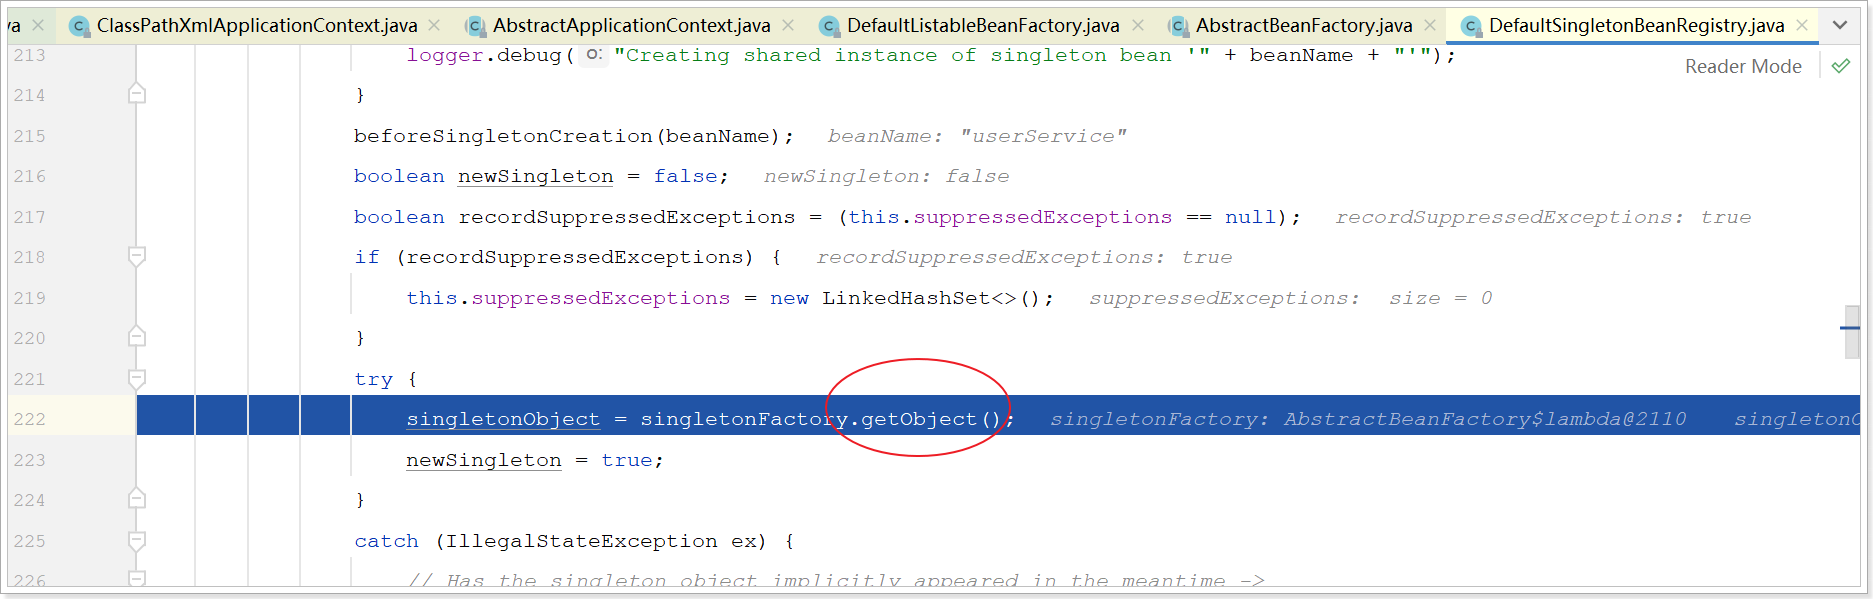 va ClassPathXmlApplicationContext.java AbstractApplicationContext.java DefaultListableBeanFactory.java AbstractBeanFactory.java DefaultSingletonBeanRegistry.java
213 logger.debug( o: "Creating shared instance of singleton bean '" + beanName + "'");
Reader Mode
214 }
215 beforeSingletonCreation(beanName); beanName: "userService"
216 boolean newSingleton = false; newSingleton: false
217 boolean recordSuppressedExceptions = (this.suppressedExceptions == null); recordSuppressedExceptions: true
218 if (recordSuppressedExceptions) { recordSuppressedExceptions: true
219 this.suppressedExceptions = new LinkedHashSet<>(); suppressedExceptions: size = 0
220 }
221 try {
222 singletonObject = singletonFactory.getObject(); singletonFactory: AbstractBeanFactory$lambda@2110 singletonO
223 newSingleton = true;
224 }
225 catch (IllegalStateException ex) {
226 // Has the singleton object implicitly appeared in the meantime ->